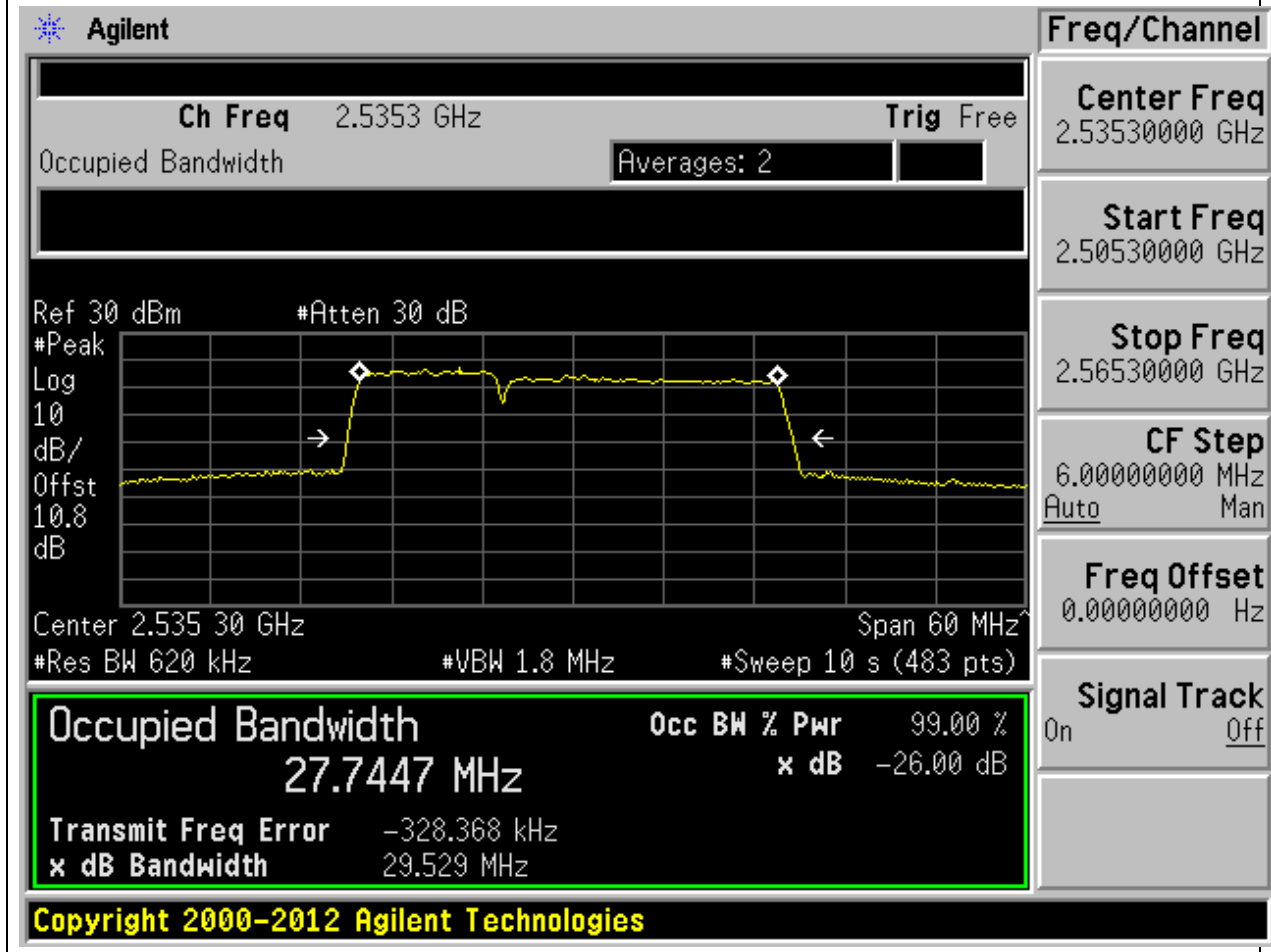 Agilent
Freq/Channel
Ch Freq 2.5353 GHz Trig Free
Occupied Bandwidth Averages: 2
Ref 30 dBm #Atten 30 dB
#Peak
Log
10
dB/
Offst
10.8
dB
Center 2.535 30 GHz Span 60 MHz^
#Res BW 620 kHz #VBW 1.8 MHz #Sweep 10 s (483 pts)
Occupied Bandwidth Occ BW % Pwr 99.00 %
27.7447 MHz x dB -26.00 dB
Transmit Freq Error -328.368 kHz
x dB Bandwidth 29.529 MHz
Center Freq
2.53530000 GHz
Start Freq
2.50530000 GHz
Stop Freq
2.56530000 GHz
CF Step
6.00000000 MHz
Auto Man
Freq Offset
0.00000000 Hz
Signal Track
On Off
Copyright 2000-2012 Agilent Technologies